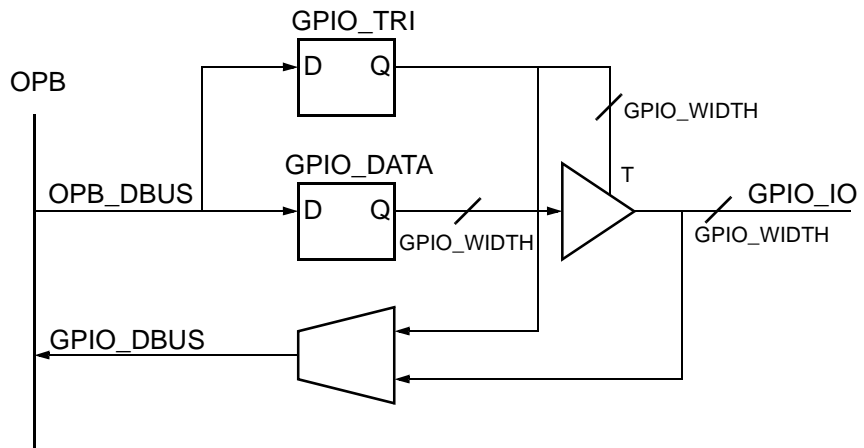 GPIO_TRI
D Q
OPB
GPIO_WIDTH
GPIO_DATA
T
OPB_DBUS
D Q
GPIO_IO
GPIO_WIDTH
GPIO_WIDTH
GPIO_DBUS